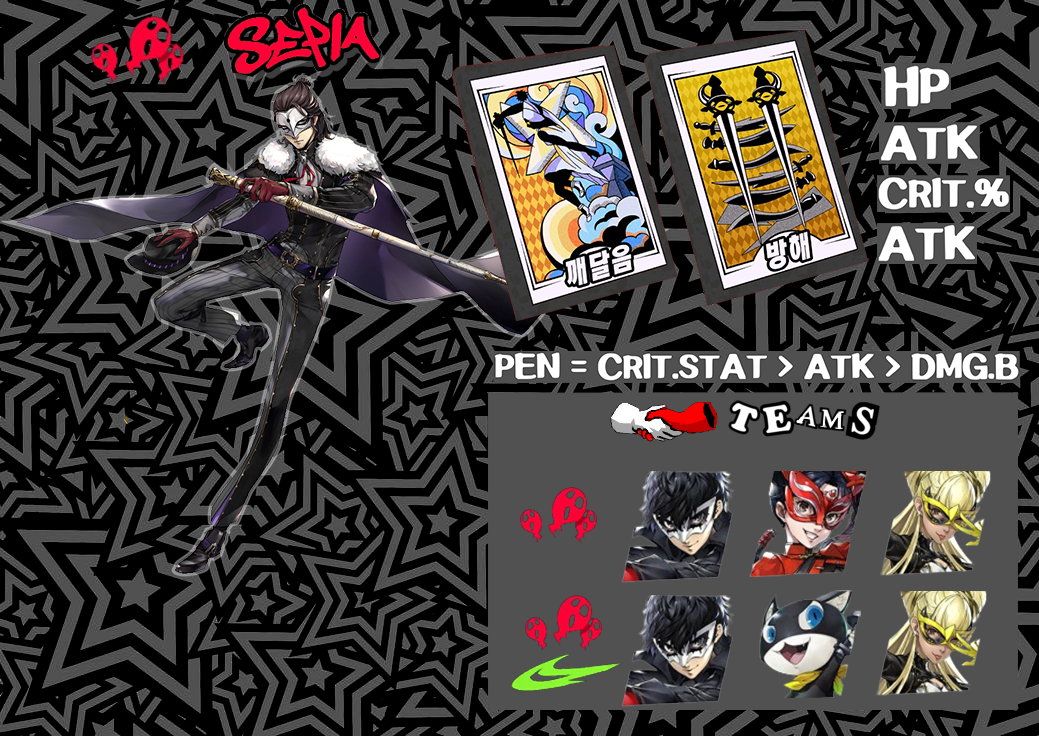 SEPIA
깨달음
방해
HP
ATK
CRIT.%
ATK
PEN = CRIT.STAT > ATK > DMG.B
TEAMS